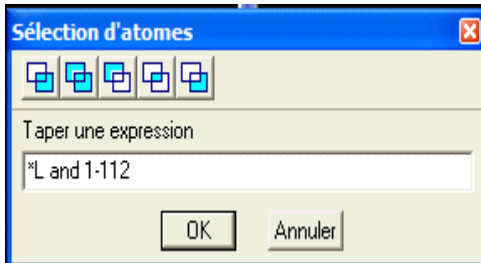 Sélection d'atomes
Taper une expression
*L and 1-112
OK Annuler